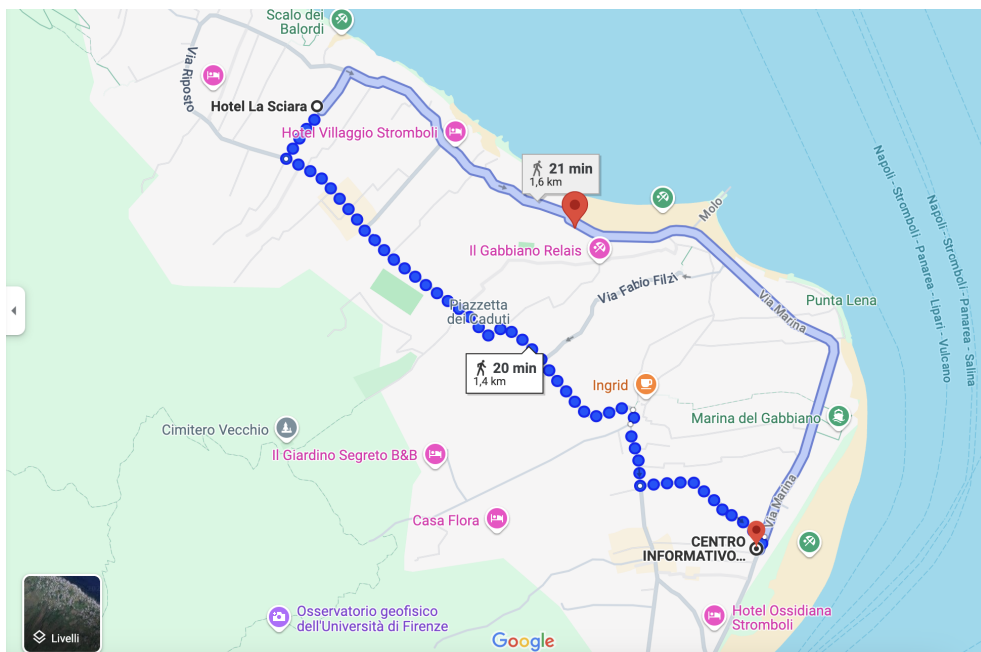 Scalo dei
Balordi
Via Riposto
Hotel La Sciara
Hotel Villaggio Stromboli
21 min
1,6 km
Molo
Napoli - Stromboli - Panarea - Lipari - Vulcano
Napoli - Stromboli - Panarea - Salina
Il Gabbiano Relais
Via Fabio Filzi
Piazzetta
dei Caduti
Via Marina
Punta Lena
20 min
1,4 km
Ingrid
Marina del Gabbiano
Cimitero Vecchio
Il Giardino Segreto B&B
Via Marina
Casa Flora
CENTRO
INFORMATIVO...
Osservatorio geofisico
dell'Università di Firenze
Hotel Ossidiana
Stromboli
Livelli
Google